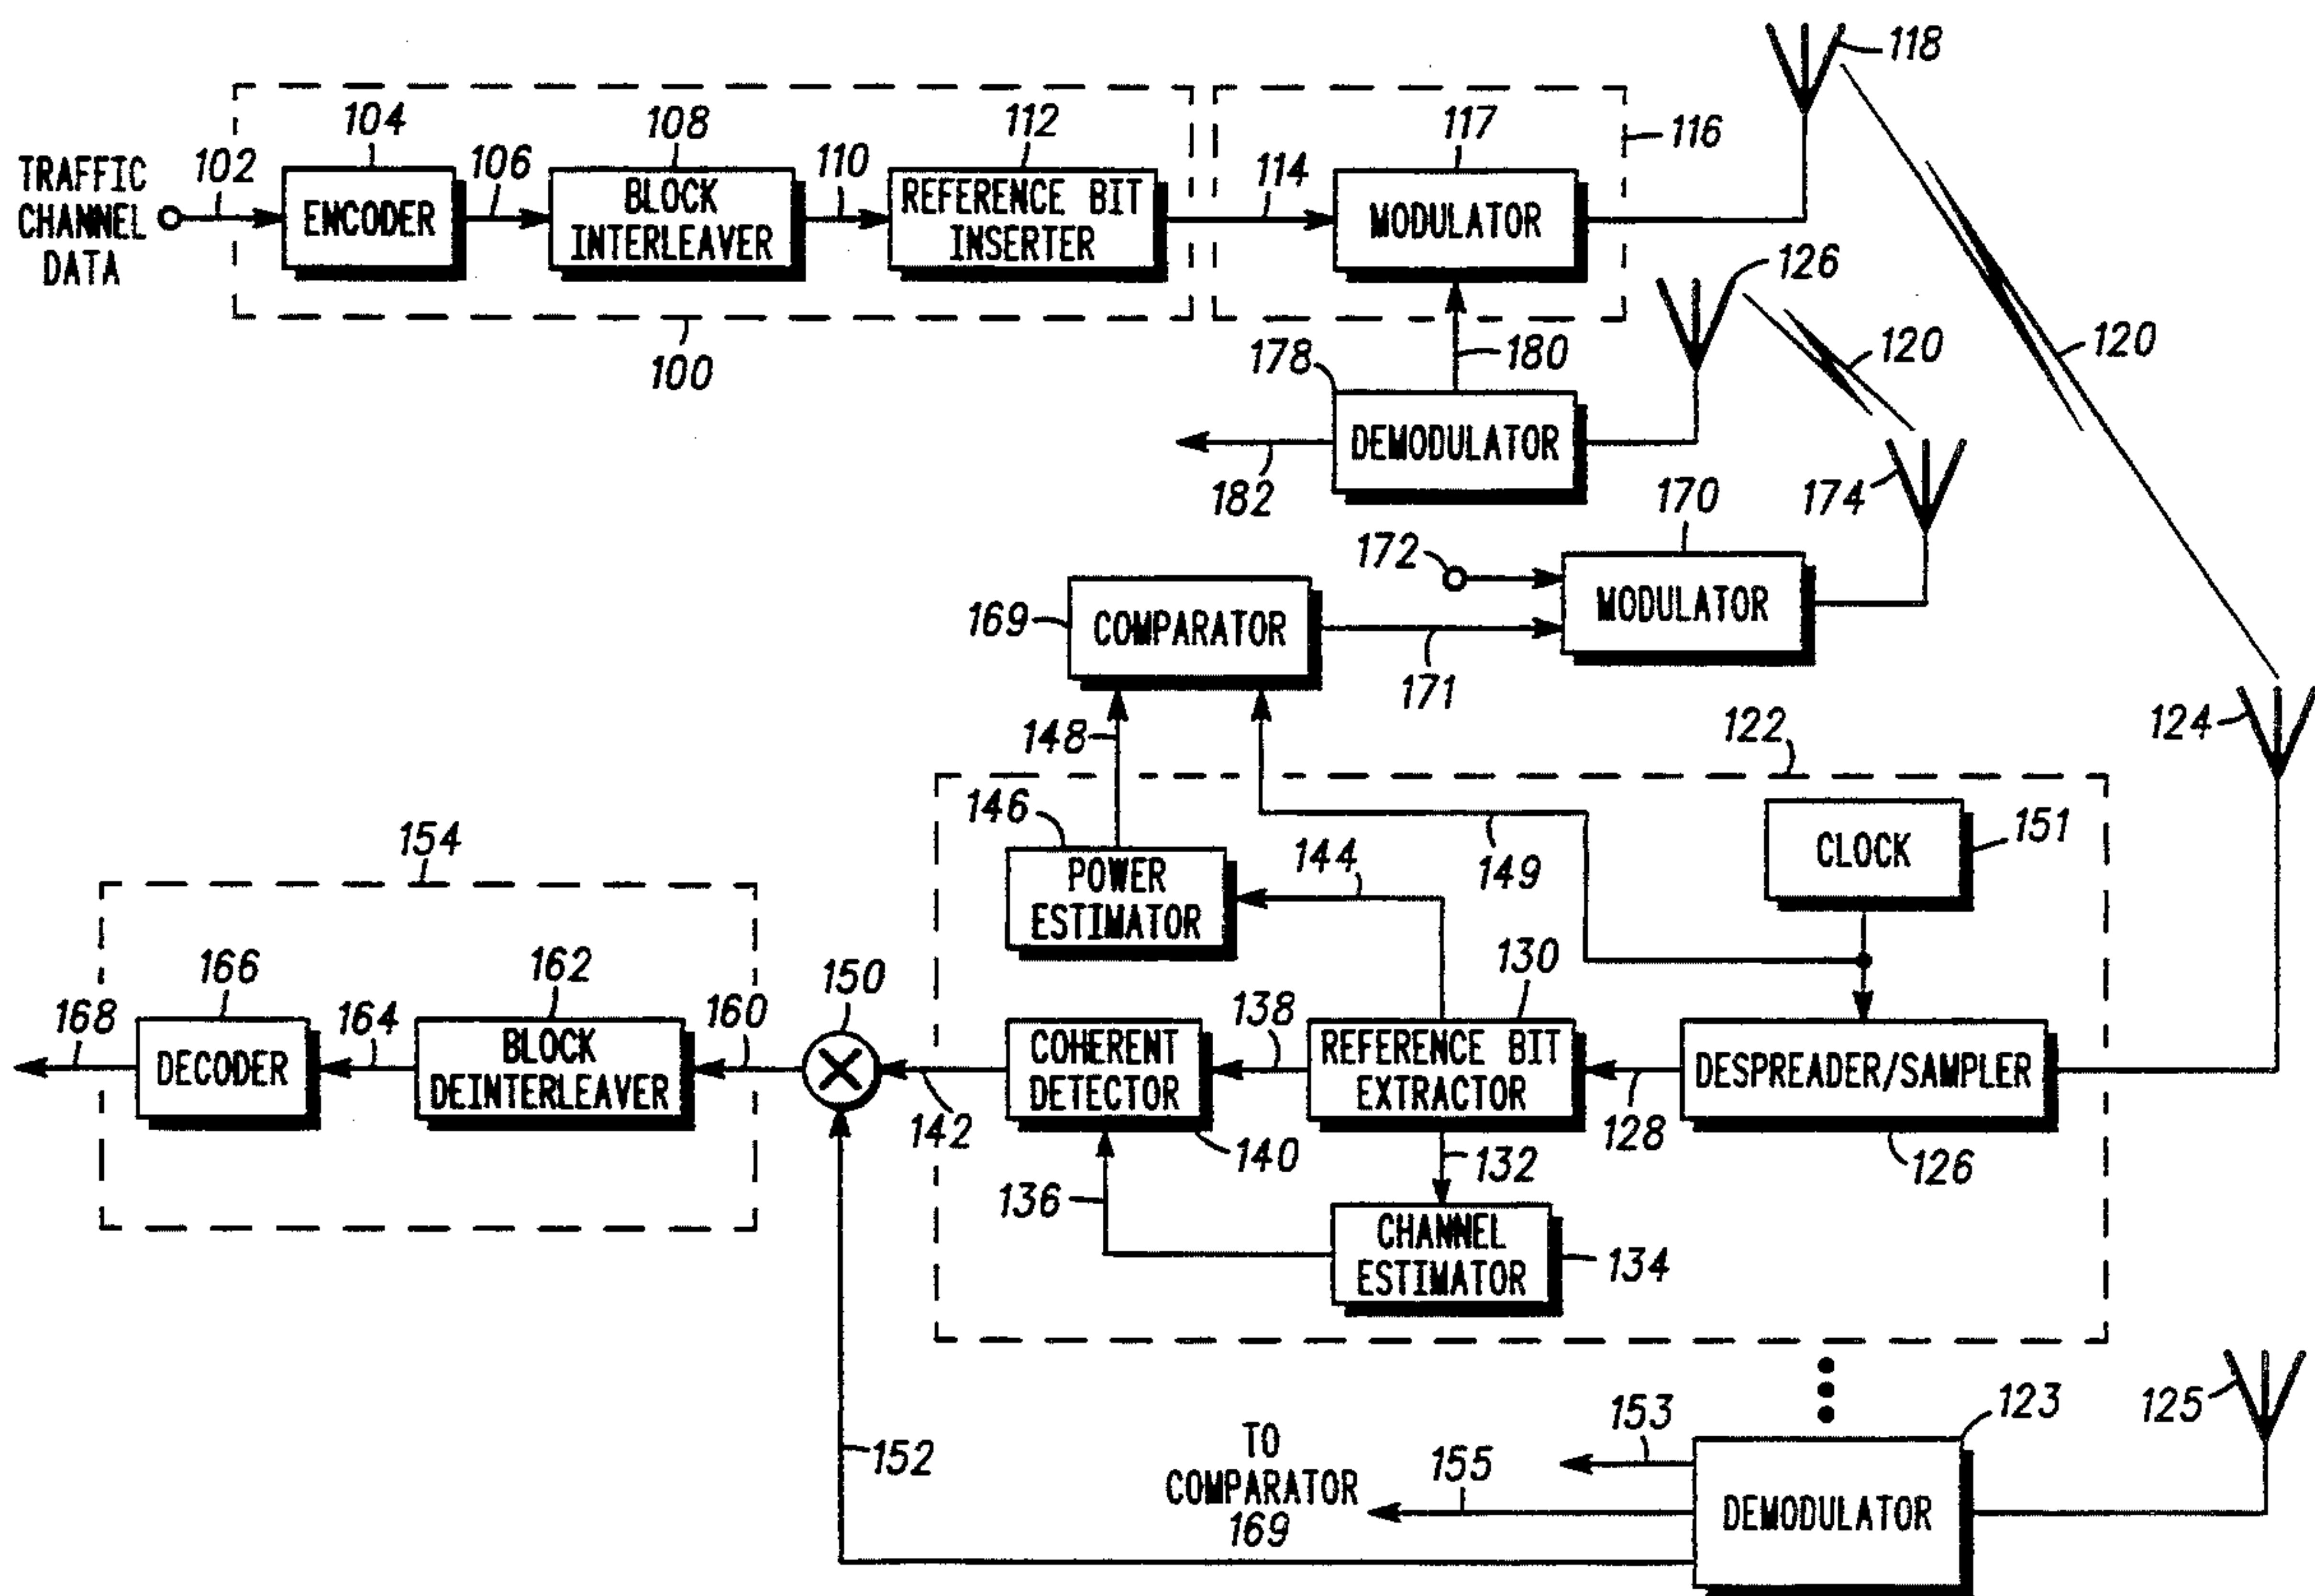 118
104
108
112
117
116
TRAFFIC
CHANNEL
DATA
102
ENCODER
106
BLOCK
INTERLEAVER
110
REFERENCE BIT
INSERTER
114
MODULATOR
126
100
178
180
120
120
DEMODULATOR
182
170
174
172
169
COMPARATOR
MODULATOR
171
148
122
124
146
154
POWER
ESTIMATOR
144
149
CLOCK
151
166
162
150
130
168
DECODER
164
BLOCK
DEINTERLEAVER
160
142
COHERENT
DETECTOR
138
REFERENCE BIT
EXTRACTOR
128
DESPREADER/SAMPLER
140
132
126
136
CHANNEL
ESTIMATOR
134
152
TO
COMPARATOR
169
153
155
123
DEMODULATOR
125